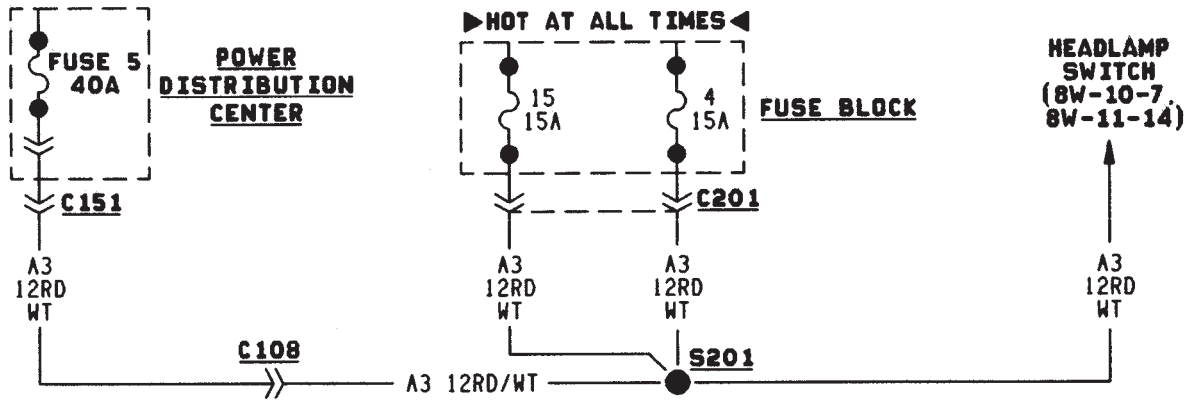 ▶HOT AT ALL TIMES◀
FUSE 5
40A
POWER
DISTRIBUTION
CENTER
15
15A
4
15A
FUSE BLOCK
HEADLAMP
SWITCH
(8W-10-7,
8W-11-14)
C151
C201
A3
12RD
WT
A3
12RD
WT
A3
12RD
WT
A3
12RD
WT
C108
A3 12RD/WT
S201